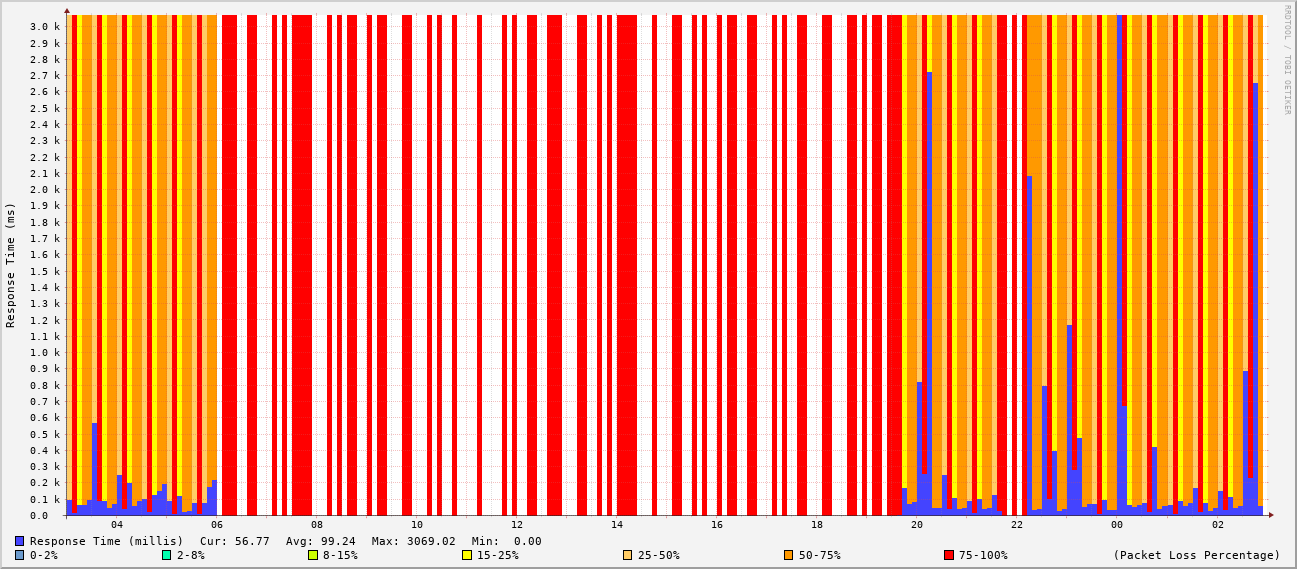 RRDTOOL / TOBI OETIKER
Response Time (ms)
3.0 k
2.9 k
2.8 k
2.7 k
2.6 k
2.5 k
2.4 k
2.3 k
2.2 k
2.1 k
2.0 k
1.9 k
1.8 k
1.7 k
1.6 k
1.5 k
1.4 k
1.3 k
1.2 k
1.1 k
1.0 k
0.9 k
0.8 k
0.7 k
0.6 k
0.5 k
0.4 k
0.3 k
0.2 k
0.1 k
0.0
04 06 08 10 12 14 16 18 20 22 00 02
Response Time (millis) Cur: 56.77 Avg: 99.24 Max: 3069.02 Min: 0.00
0-2% 2-8% 8-15% 15-25% 25-50% 50-75% 75-100% (Packet Loss Percentage)